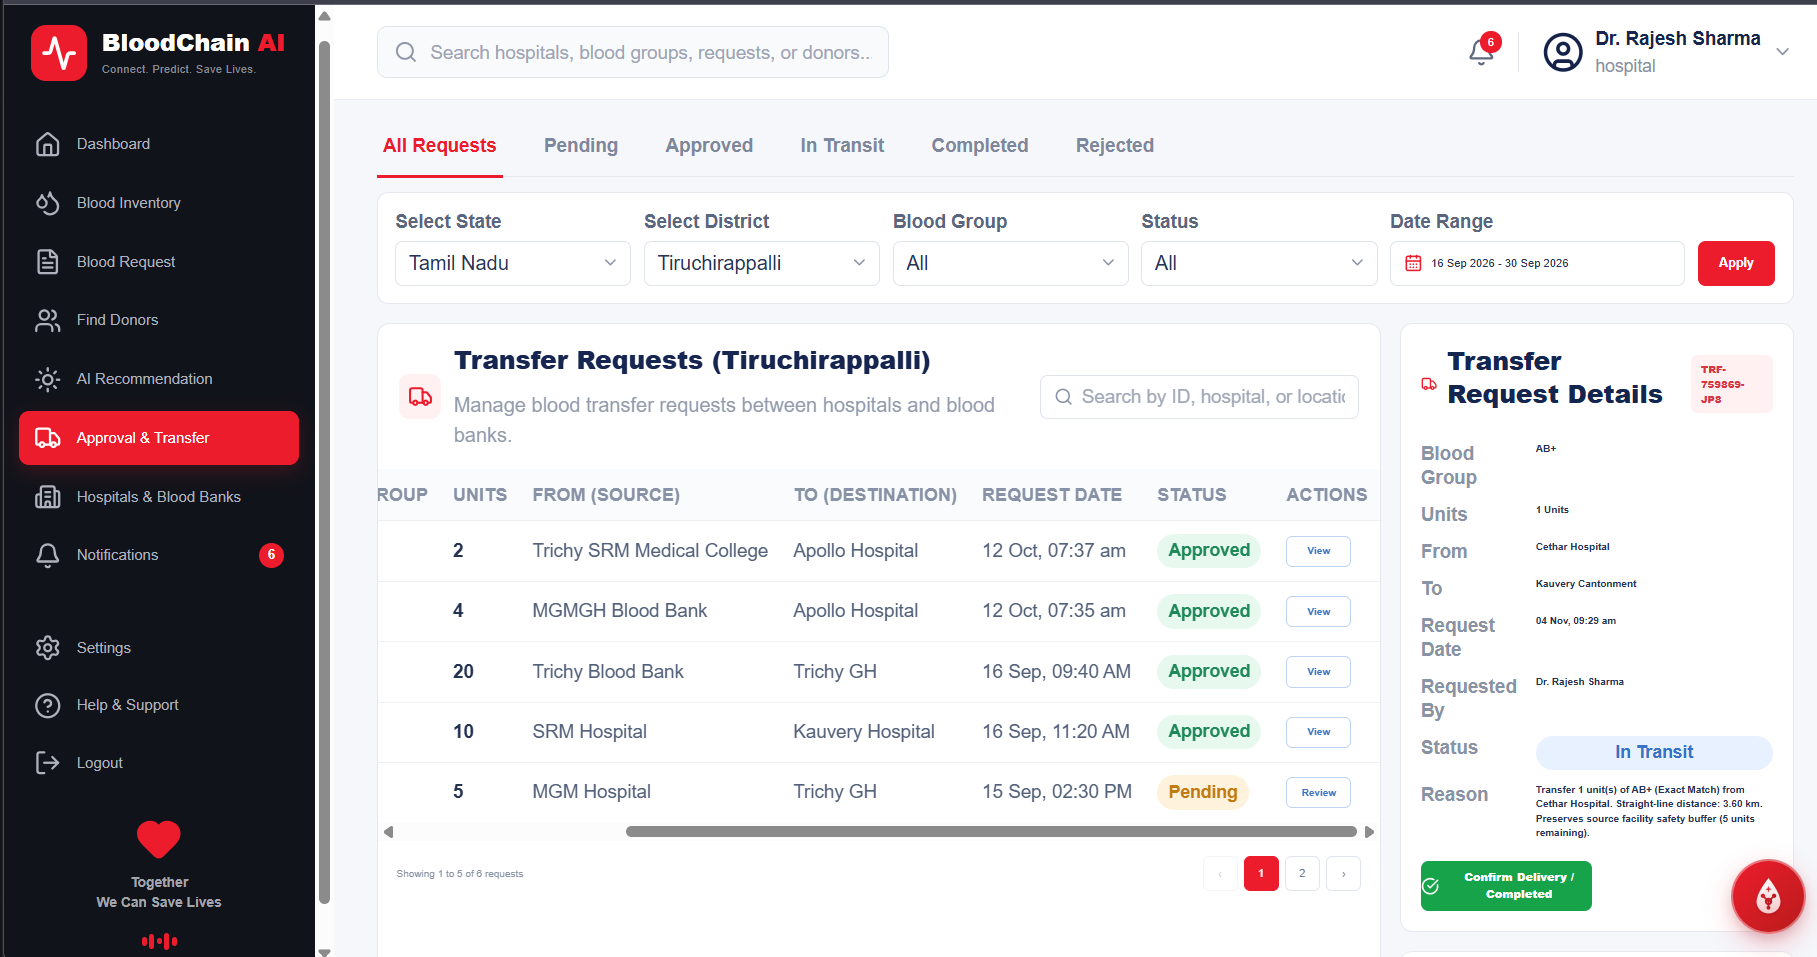 BloodChain AI
Connect. Predict. Save Lives.
Dashboard
Blood Inventory
Blood Request
Find Donors
AI Recommendation
Approval & Transfer
Hospitals & Blood Banks
Notifications 6
Settings
Help & Support
Logout
Together
We Can Save Lives
Search hospitals, blood groups, requests, or donors...
6
Dr. Rajesh Sharma
hospital
All Requests Pending Approved In Transit Completed Rejected
Select State Select District Blood Group Status Date Range
Tamil Nadu Tiruchirappalli All All 16 Sep 2026 - 30 Sep 2026 Apply
Transfer Requests (Tiruchirappalli)
Manage blood transfer requests between hospitals and blood
banks.
Search by ID, hospital, or locatic
ROUP UNITS FROM (SOURCE) TO (DESTINATION) REQUEST DATE STATUS ACTIONS
2 Trichy SRM Medical College Apollo Hospital 12 Oct, 07:37 am Approved View
4 MGMGH Blood Bank Apollo Hospital 12 Oct, 07:35 am Approved View
20 Trichy Blood Bank Trichy GH 16 Sep, 09:40 AM Approved View
10 SRM Hospital Kauvery Hospital 16 Sep, 11:20 AM Approved View
5 MGM Hospital Trichy GH 15 Sep, 02:30 PM Pending Review
Showing 1 to 5 of 6 requests
‹ 1 2 ›
Transfer
Request Details
TRF-
759869-
JP8
Blood
Group
AB+
Units 1 Units
From Cethar Hospital
To Kauvery Cantonment
Request
Date
04 Nov, 09:29 am
Requested
By
Dr. Rajesh Sharma
Status In Transit
Reason
Transfer 1 unit(s) of AB+ (Exact Match) from
Cethar Hospital. Straight-line distance: 3.60 km.
Preserves source facility safety buffer (5 units
remaining).
Confirm Delivery /
Completed